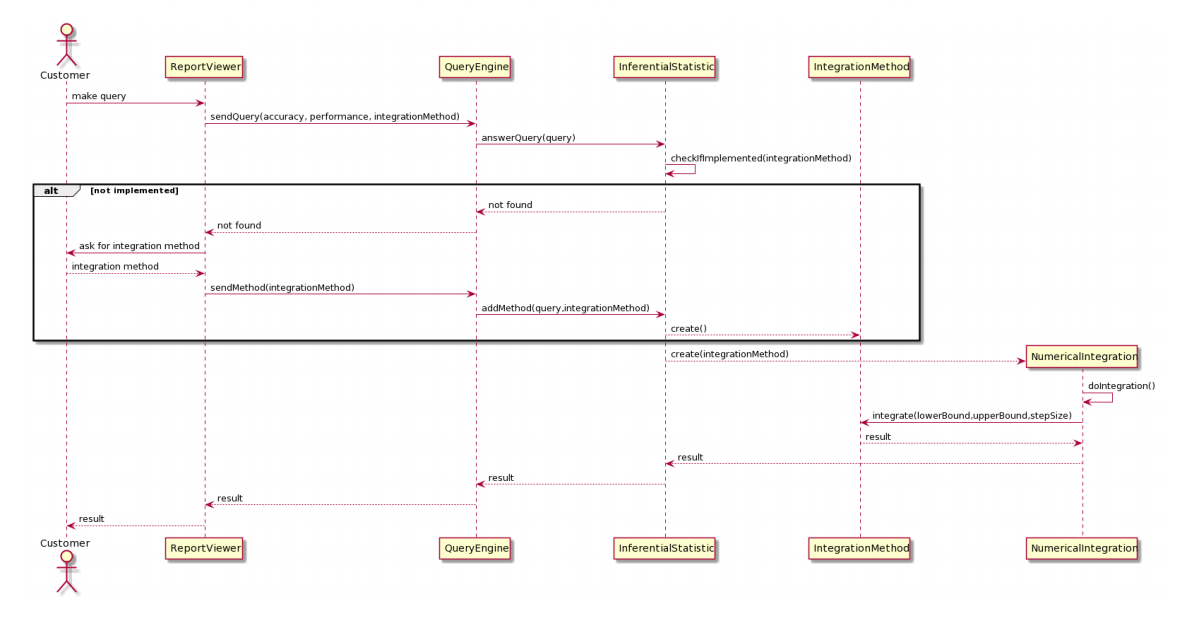 Customer
ReportViewer
QueryEngine
InferentialStatistic
IntegrationMethod
make query
sendQuery(accuracy, performance, integrationMethod)
answerQuery(query)
checkIfImplemented(integrationMethod)
alt
[not implemented]
not found
not found
ask for integration method
integration method
sendMethod(integrationMethod)
addMethod(query,integrationMethod)
create()
create(integrationMethod)
NumericalIntegration
doIntegration()
integrate(lowerBound,upperBound,stepSize)
result
result
result
result
result
Customer
ReportViewer
QueryEngine
InferentialStatistic
IntegrationMethod
NumericalIntegration